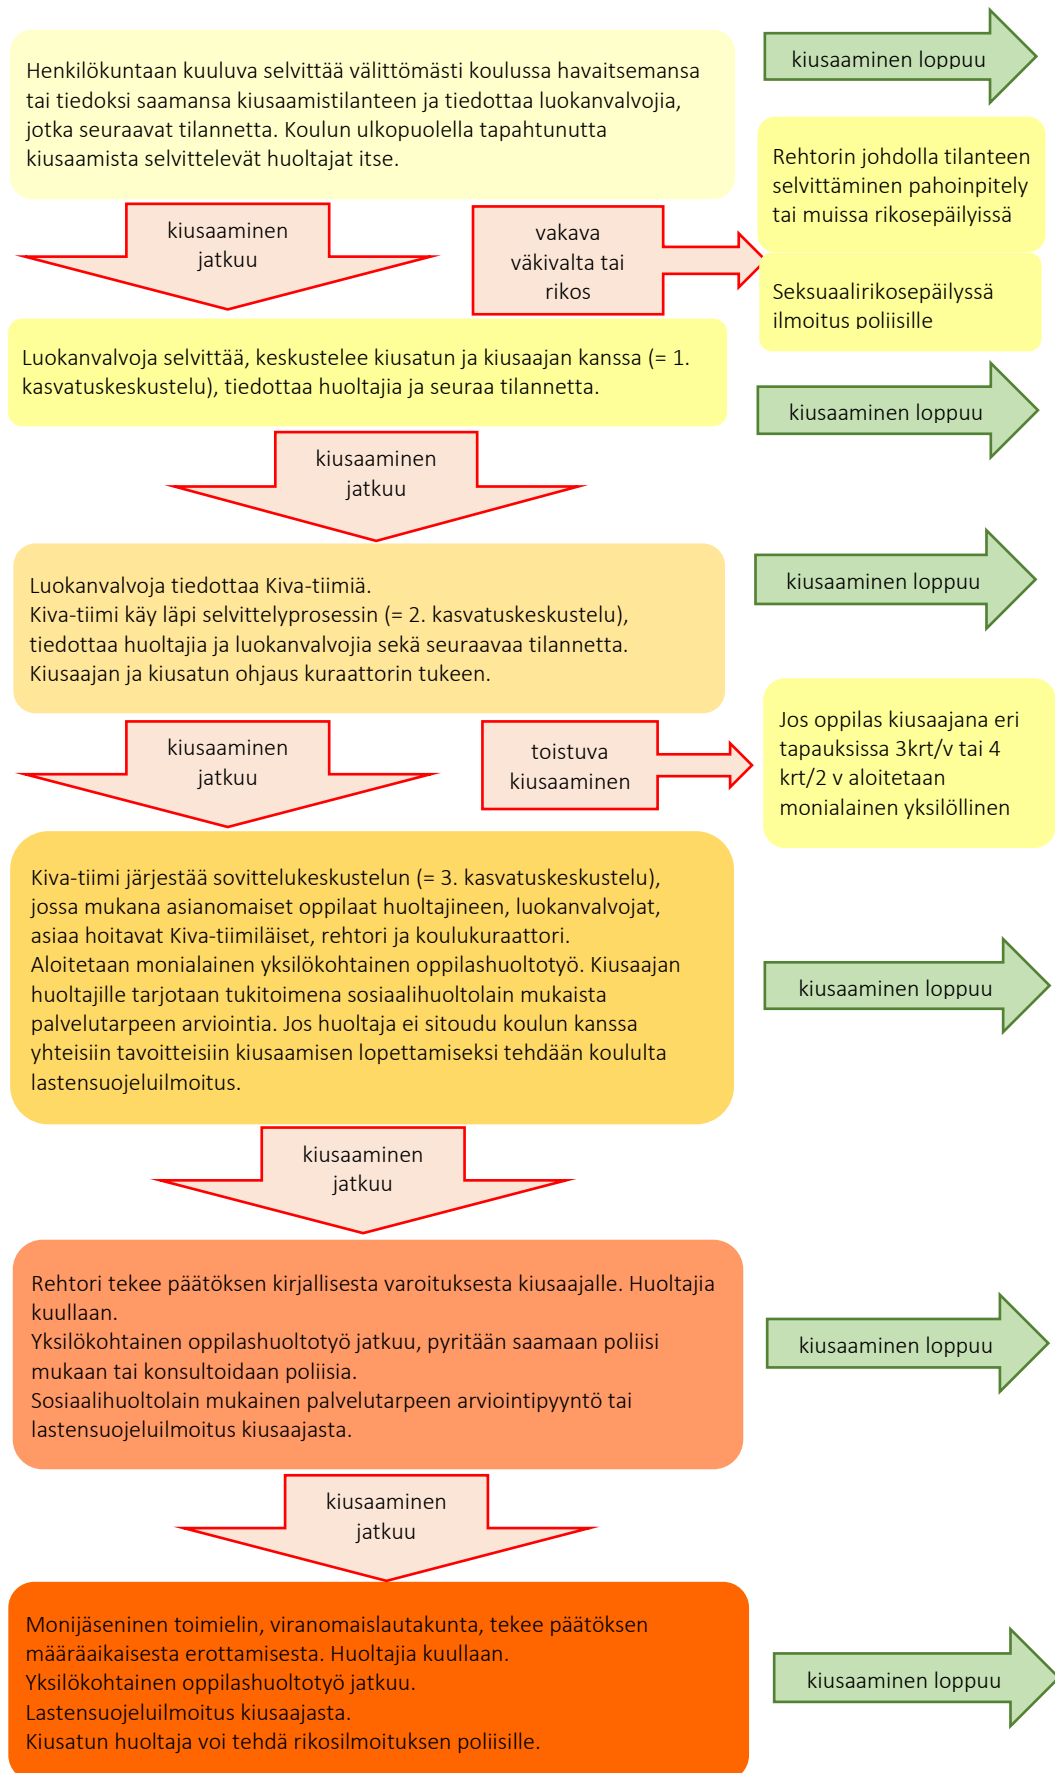 kiusaaminen loppuu
Henkilökuntaan kuuluva selvittää välittömästi koulussa havaitsemansa
tai tiedoksi saamansa kiusaamistilanteen ja tiedottaa luokanvalvojia,
jotka seuraavat tilannetta. Koulun ulkopuolella tapahtunutta
kiusaamista selvittelevät huoltajat itse.
Rehtorin johdolla tilanteen
selvittäminen pahoinpitely
tai muissa rikosepäilyissä
kiusaaminen
jatkuu
vakava
väkivalta tai
rikos
Seksuaalirikosepäilyssä
ilmoitus poliisille
Luokanvalvoja selvittää, keskustelee kiusatun ja kiusaajan kanssa (= 1.
kasvatuskeskustelu), tiedottaa huoltajia ja seuraa tilannetta.
kiusaaminen loppuu
kiusaaminen
jatkuu
Luokanvalvoja tiedottaa Kiva-tiimiä.
Kiva-tiimi käy läpi selvittelyprosessin (= 2. kasvatuskeskustelu),
tiedottaa huoltajia ja luokanvalvojia sekä seuraavaa tilannetta.
Kiusaajan ja kiusatun ohjaus kuraattorin tukeen.
kiusaaminen loppuu
kiusaaminen
jatkuu
toistuva
kiusaaminen
Jos oppilas kiusaajana eri
tapauksissa 3krt/v tai 4
krt/2 v aloitetaan
monialainen yksilöllinen
Kiva-tiimi järjestää sovittelukeskustelun (= 3. kasvatuskeskustelu),
jossa mukana asianomaiset oppilaat huoltajineen, luokanvalvojat,
asiaa hoitavat Kiva-tiimiläiset, rehtori ja koulukuraattori.
Aloitetaan monialainen yksilökohtainen oppilashuoltotyö. Kiusaajan
huoltajille tarjotaan tukitoimena sosiaalihuoltolain mukaista
palvelutarpeen arviointia. Jos huoltaja ei sitoudu koulun kanssa
yhteisiin tavoitteisiin kiusaamisen lopettamiseksi tehdään koululta
lastensuojeluilmoitus.
kiusaaminen loppuu
kiusaaminen
jatkuu
Rehtori tekee päätöksen kirjallisesta varoituksesta kiusaajalle. Huoltajia
kuullaan.
Yksilökohtainen oppilashuoltotyö jatkuu, pyritään saamaan poliisi
mukaan tai konsultoidaan poliisia.
Sosiaalihuoltolain mukainen palvelutarpeen arviointipyyntö tai
lastensuojeluilmoitus kiusaajasta.
kiusaaminen loppuu
kiusaaminen
jatkuu
Monijäseninen toimielin, viranomaislautakunta, tekee päätöksen
määräaikaisesta erottamisesta. Huoltajia kuullaan.
Yksilökohtainen oppilashuoltotyö jatkuu.
Lastensuojeluilmoitus kiusaajasta.
Kiusatun huoltaja voi tehdä rikosilmoituksen poliisille.
kiusaaminen loppuu